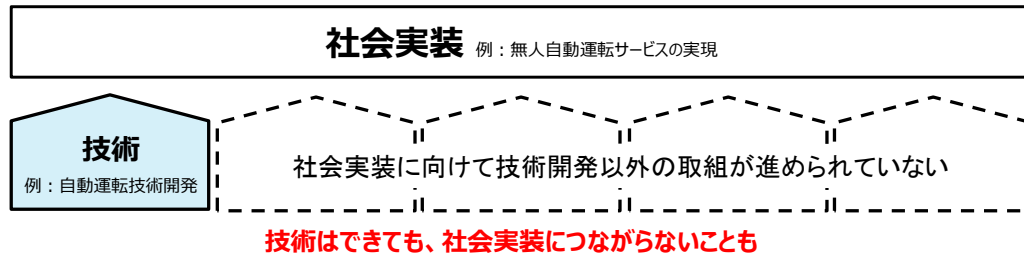 社会実装 例：無人自動運転サービスの実現
技術
例：自動運転技術開発
社会実装に向けて技術開発以外の取組が進められていない
技術はできても、社会実装につながらないことも